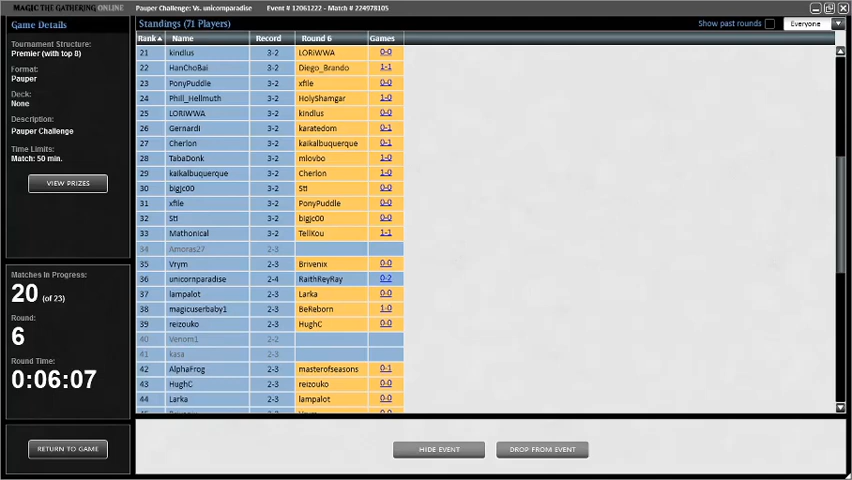 MAGIC THE GATHERING ONLINE Pauper Challenge: Vs. unicornparadise Event # 12061222 - Match # 224978105
Game Details
Tournament Structure:
Premier (with top 8)
Format:
Pauper
Deck:
None
Description:
Pauper Challenge
Time Limits:
Match: 50 min.
VIEW PRIZES
Matches in Progress:
20 (of 23)
Round:
6
Round Time:
0:06:07
RETURN TO GAME
Standings (71 Players) Show past rounds Everyone
Rank Name Record Round 6 Games
21 kindlus 3-2 LORiWWA 0-0
22 HanChoBai 3-2 Diego_Brando 1-1
23 PonyPuddle 3-2 xfile 0-0
24 Phill_Hellmuth 3-2 HolyShamgar 1-0
25 LORiWWA 3-2 kindlus 0-0
26 Gernardi 3-2 karatedom 0-1
27 Cherlon 3-2 kaikalbuquerque 0-1
28 TabaDonk 3-2 mlovbo 1-0
29 kaikalbuquerque 3-2 Cherlon 1-0
30 bigjc00 3-2 StI 0-0
31 xfile 3-2 PonyPuddle 0-0
32 StI 3-2 bigjc00 0-0
33 Mathonical 3-2 TellKou 1-1
34 Amoras27 2-3
35 Vrym 2-3 Brivenix 0-0
36 unicornparadise 2-4 RaithReyRay 0-2
37 lampalot 2-3 Larka 0-0
38 magicuserbaby1 2-3 BeReborn 1-0
39 reizouko 2-3 HughC 0-0
40 Venom1 2-2
41 kasa 2-3
42 AlphaFrog 2-3 masterofseasons 0-1
43 HughC 2-3 reizouko 0-0
44 Larka 2-3 lampalot 0-0
HIDE EVENT DROP FROM EVENT